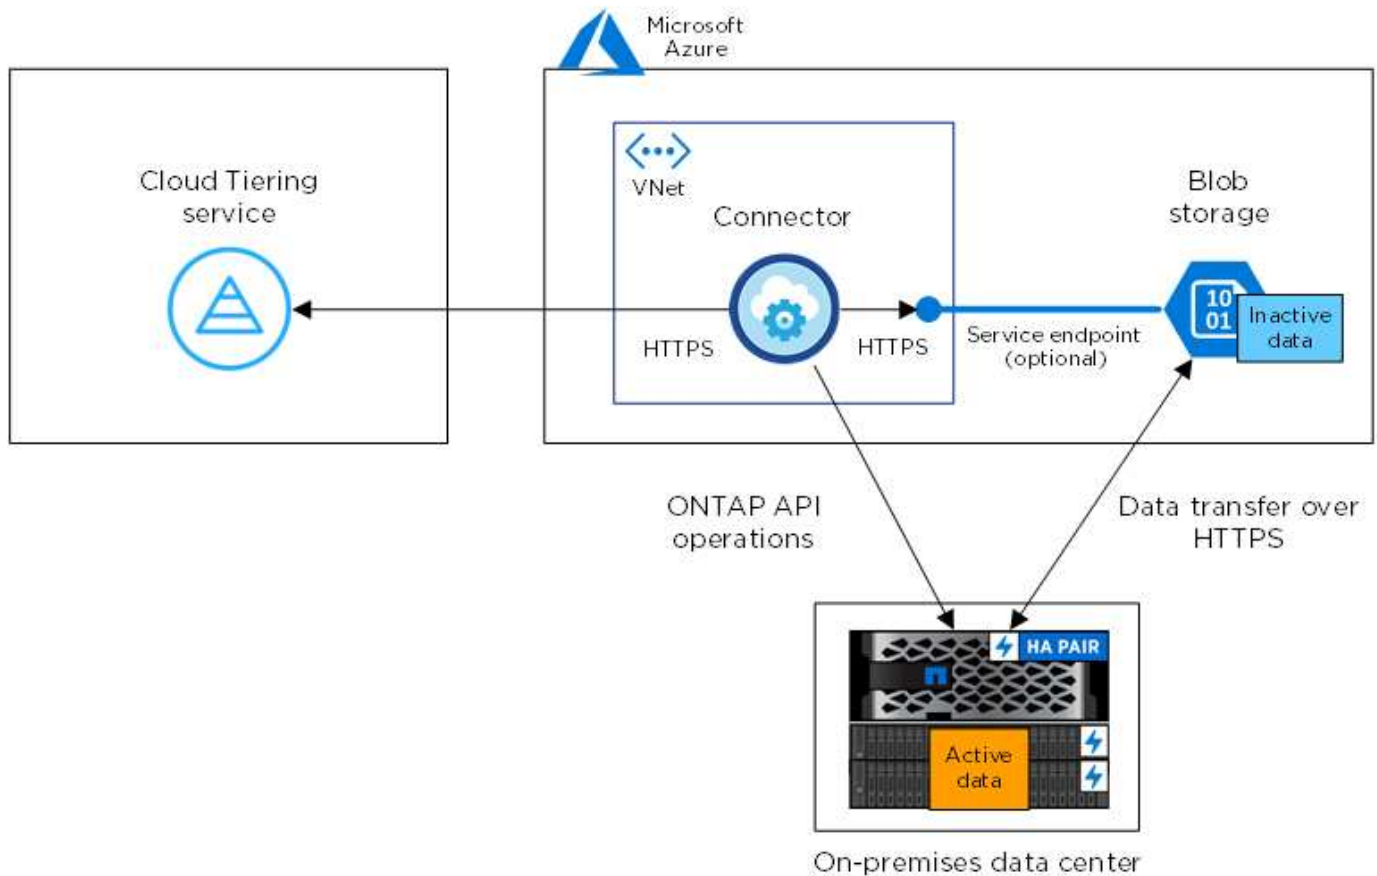 Microsoft
Azure
Cloud Tiering
service
VNet
Connector
Blob
storage
10
01
Inactive
data
HTTPS
HTTPS
Service endpoint
(optional)
ONTAP API
operations
Data transfer over
HTTPS
HA PAIR
Active
data
On-premises data center